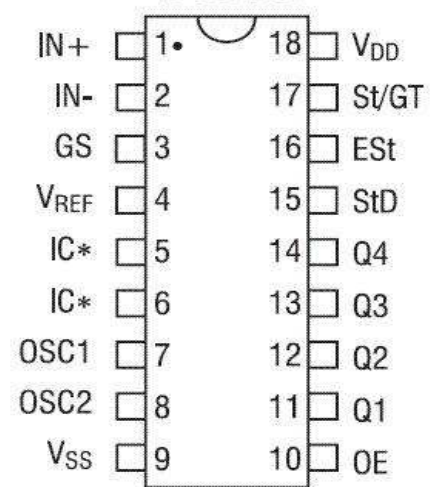 IN+ 1 18 VDD
IN- 2 17 St/GT
GS 3 16 ESt
VREF 4 15 StD
IC* 5 14 Q4
IC* 6 13 Q3
OSC1 7 12 Q2
OSC2 8 11 Q1
VSS 9 10 OE